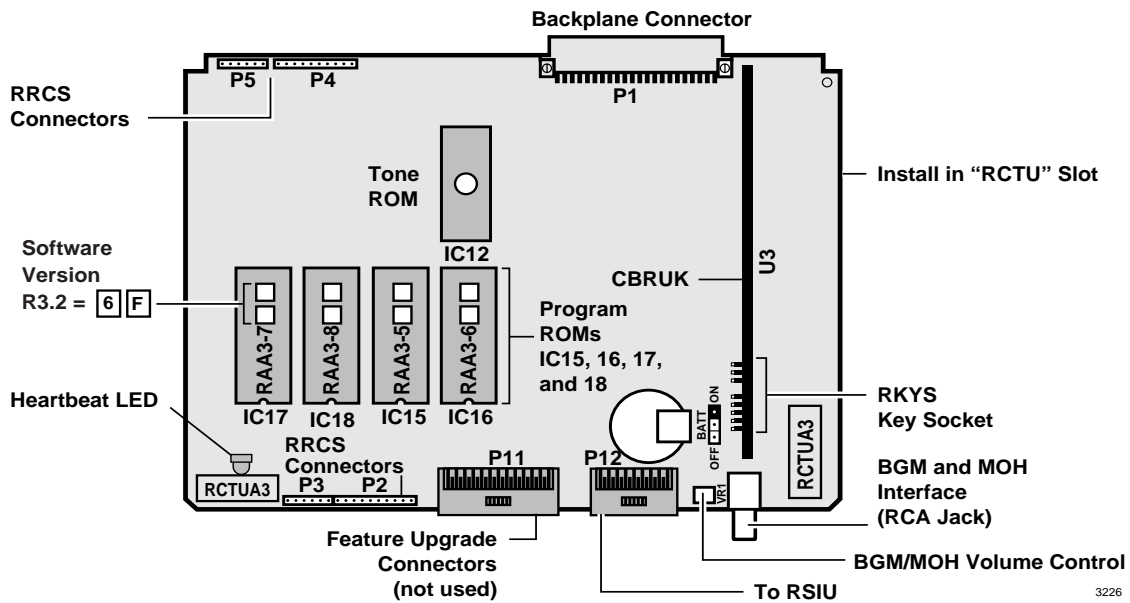 Backplane Connector
P5
P4
P1
RRCS
Connectors
Tone
ROM
Install in “RCTU” Slot
IC12
Software
Version
R3.2 = 6 F
CBRUK
U3
RAA3-7
RAA3-8
RAA3-5
RAA3-6
Program
ROMs
IC15, 16, 17,
and 18
IC17
IC18
IC15
IC16
Heartbeat LED
BATT
OFF
ON
RKYS
Key Socket
RCTUA3
RRCS
Connectors
P3
P2
RCTUA3
P11
P12
VR1
BGM and MOH
Interface
(RCA Jack)
Feature Upgrade
Connectors
(not used)
BGM/MOH Volume Control
To RSIU
3226